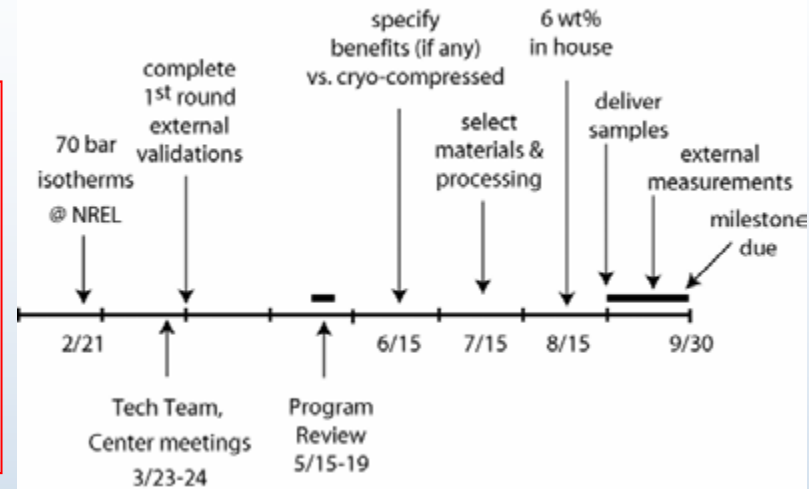 70 bar
isotherms
@ NREL
complete
1st round
external
validations
specify
benefits (if any)
vs. cryo-compressed
select
materials &
processing
6 wt%
in house
deliver
samples
external
measurements
milestone
due
2/21
6/15
7/15
8/15
9/30
Tech Team,
Center meetings
3/23-24
Program
Review
5/15-19